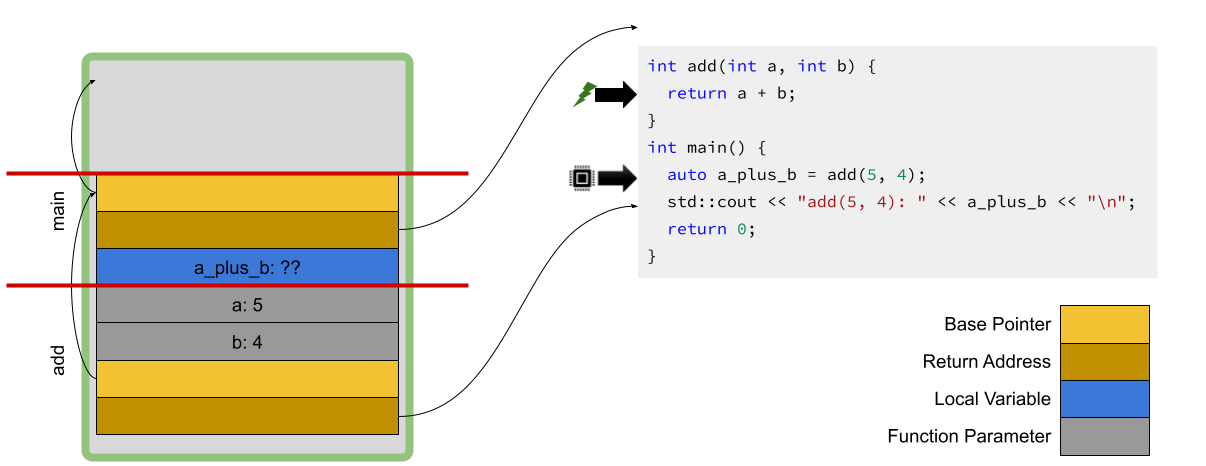 main
a_plus_b: ??
a: 5
b: 4
add
int add(int a, int b) {
  return a + b;
}
int main() {
  auto a_plus_b = add(5, 4);
  std::cout << "add(5, 4): " << a_plus_b << "\n";
  return 0;
}
Base Pointer
Return Address
Local Variable
Function Parameter